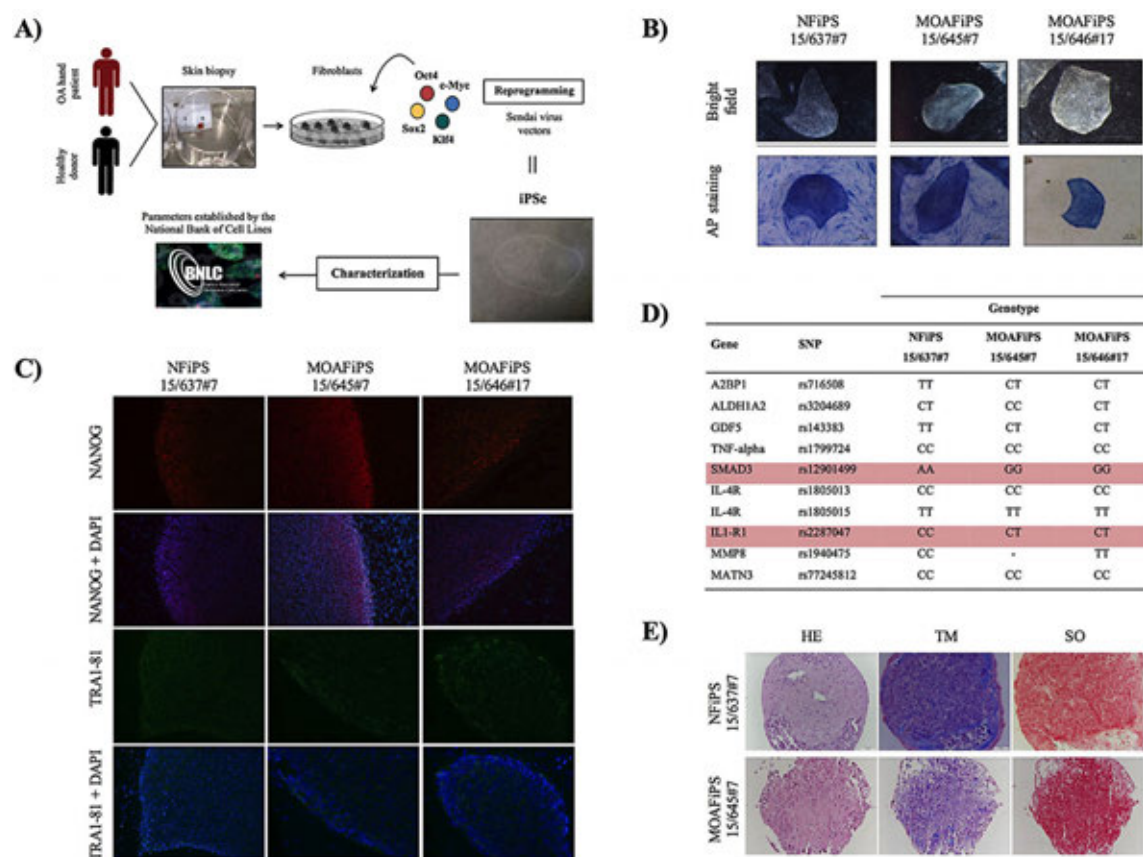 A)
OA hand patient
Healthy donor
Skin biopsy
Fibroblasts
Oct4
c-Myc
Sox2
Klf4
Reprogramming
Sendai virus
vectors
iPSc
Characterization
Parameters established by the
National Bank of Cell Lines
BNLC
B)
NFiPS
15/637#7
MOAFiPS
15/645#7
MOAFiPS
15/646#17
Bright field
AP staining
C)
NFiPS
15/637#7
MOAFiPS
15/645#7
MOAFiPS
15/646#17
NANOG
NANOG + DAPI
TRA1-81
TRA1-81 + DAPI
D)
Genotype
Gene SNP NFiPS 15/637#7 MOAFiPS 15/645#7 MOAFiPS 15/646#17
A2BP1 rs716508 TT CT CT
ALDH1A2 rs3204689 CT CC CT
GDF5 rs143383 TT CT CT
TNF-alpha rs1799724 CC CC CC
SMAD3 rs12901499 AA GG GG
IL-4R rs1805013 CC CC CC
IL-4R rs1805015 TT TT TT
IL1-R1 rs2287047 CC CT CT
MMP8 rs1940475 CC - TT
MATN3 rs77245812 CC CC CC
E)
HE TM SO
NFiPS
15/637#7
MOAFiPS
15/645#7